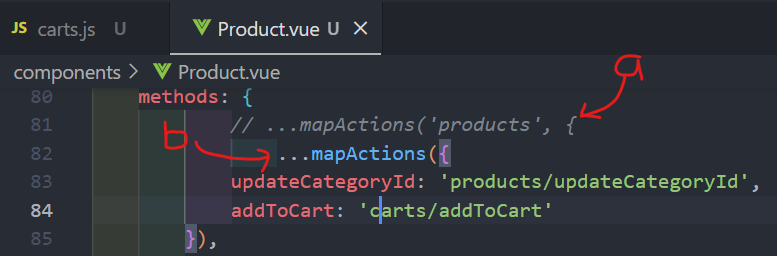 JS carts.js U Product.vue U ×
components > Product.vue
a
80 methods: {
81 // ...mapActions('products', {
b
82 ...mapActions({
83 updateCategoryId: 'products/updateCategoryId',
84 addToCart: 'carts/addToCart'
85 }),